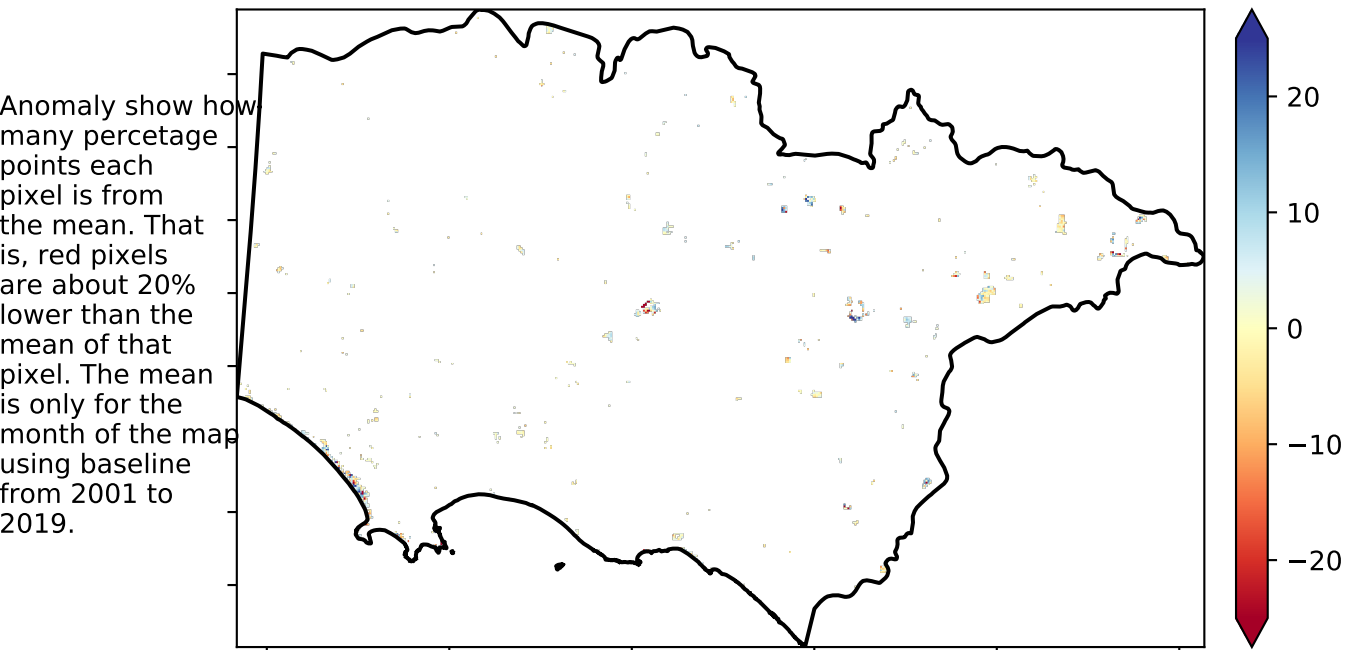 Anomaly show how
many percetage
points each
pixel is from
the mean. That
is, red pixels
are about 20%
lower than the
mean of that
pixel. The mean
is only for the
month of the map
using baseline
from 2001 to
2019.
20
10
0
−10
−20